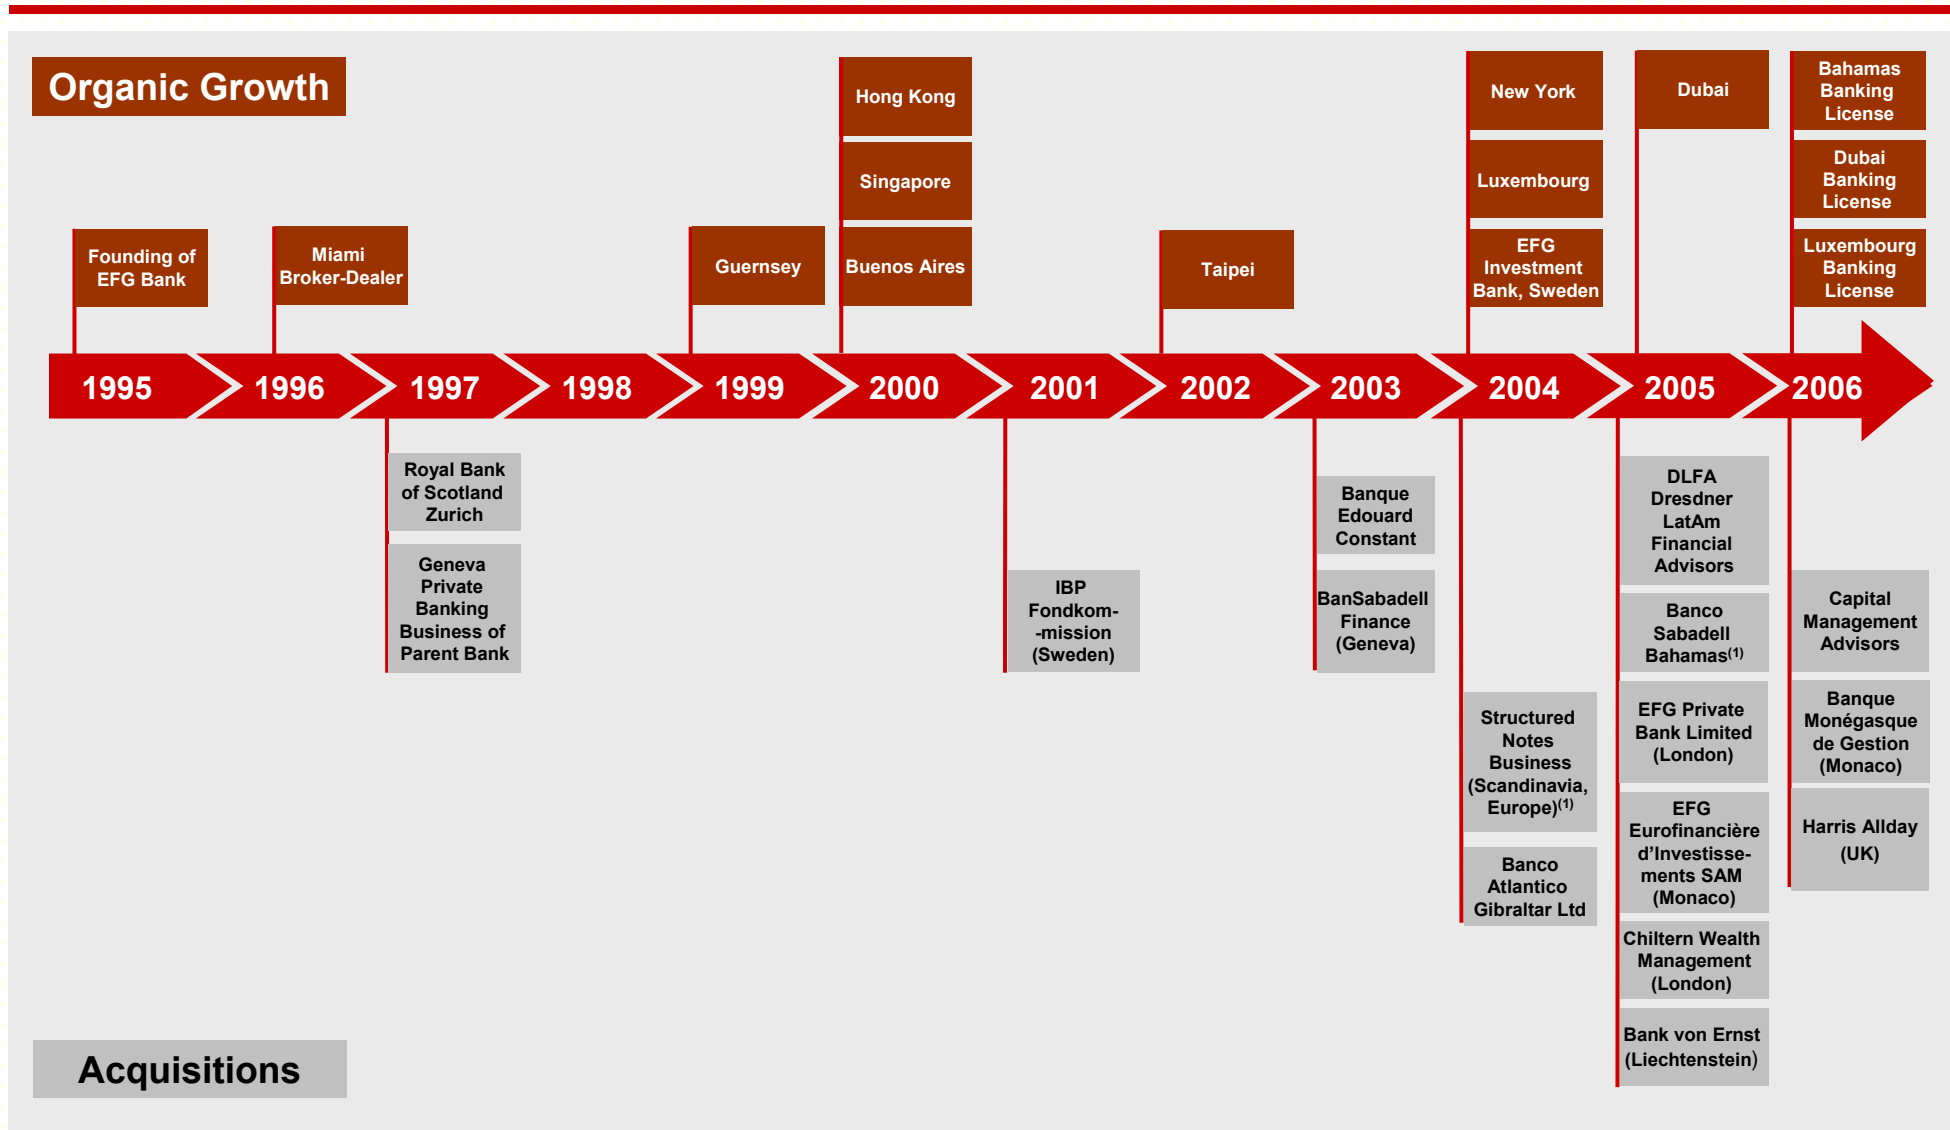 Organic Growth
Founding of
EFG Bank
Miami
Broker-Dealer
Guernsey
Hong Kong
Singapore
Buenos Aires
Taipei
New York
Luxembourg
EFG
Investment
Bank, Sweden
Dubai
Bahamas
Banking
License
Dubai
Banking
License
Luxembourg
Banking
License
1995 1996 1997 1998 1999 2000 2001 2002 2003 2004 2005 2006
Royal Bank
of Scotland
Zurich
Geneva
Private
Banking
Business of
Parent Bank
IBP
Fondkom-
-mission
(Sweden)
Banque
Edouard
Constant
BanSabadell
Finance
(Geneva)
Structured
Notes
Business
(Scandinavia,
Europe)(1)
Banco
Atlantico
Gibraltar Ltd
DLFA
Dresdner
LatAm
Financial
Advisors
Banco
Sabadell
Bahamas(1)
EFG Private
Bank Limited
(London)
EFG
Eurofinancière
d’Investisse-
ments SAM
(Monaco)
Chiltern Wealth
Management
(London)
Bank von Ernst
(Liechtenstein)
Capital
Management
Advisors
Banque
Monégasque
de Gestion
(Monaco)
Harris Allday
(UK)
Acquisitions